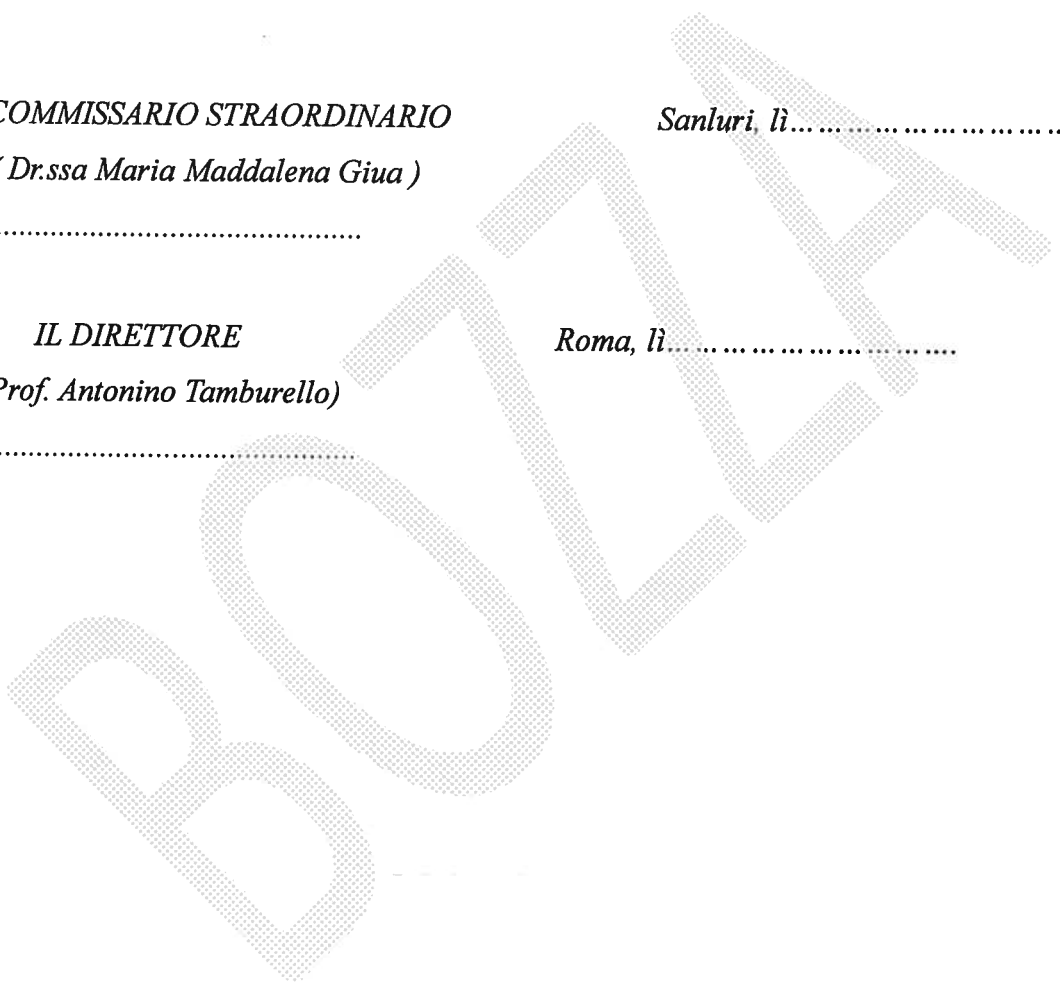 COMMISSARIO STRAORDINARIO
Sanluri, lì..............................
( Dr.ssa Maria Maddalena Giua )
..............................................
IL DIRETTORE
Roma, lì..............................
Prof. Antonino Tamburello)
..............................................
BOZZA